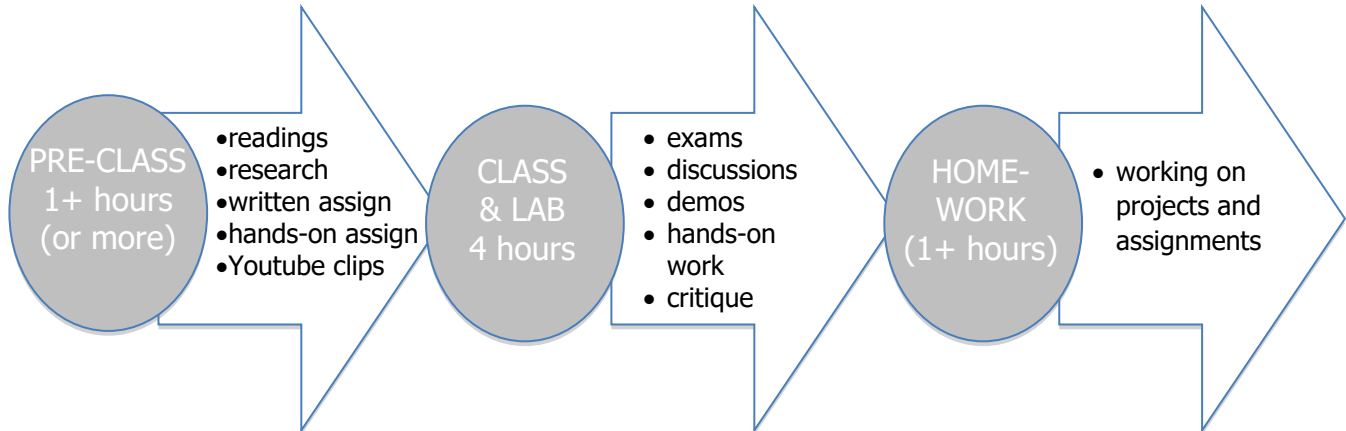 PRE-CLASS
1+ hours
(or more)
•readings
•research
•written assign
•hands-on assign
•Youtube clips
CLASS
& LAB
4 hours
• exams
• discussions
• demos
• hands-on
work
• critique
HOME-
WORK
(1+ hours)
• working on
projects and
assignments